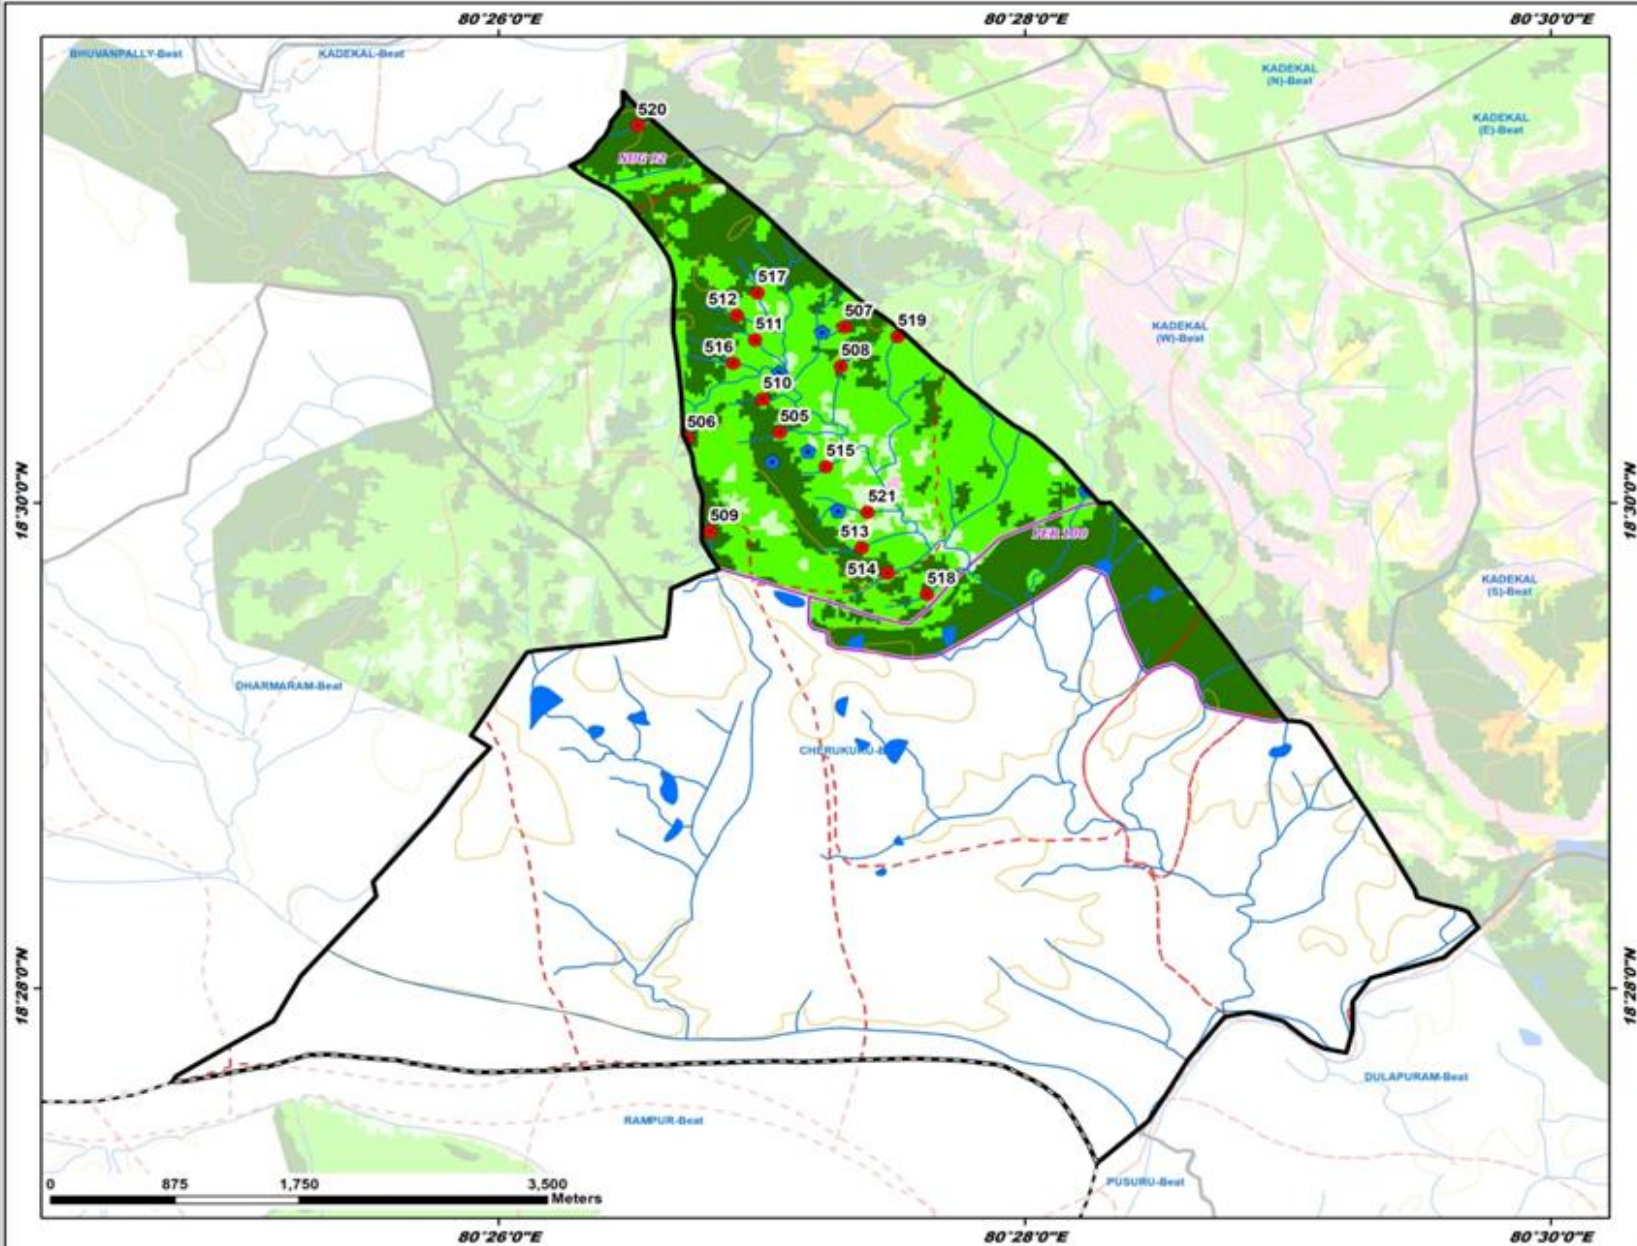 80°26'0"E
80°28'0"E
80°30'0"E
BHUVANPALLY-Beat
KADEKAL-Beat
KADEKAL
(N)-Beat
520
KADEKAL
(E)-Beat
517
512
507
519
511
KADEKAL
(W)-Beat
516
508
510
505
506
515
18°30'0"N
521
509
PER 100
18°30'0"N
513
514
518
KADEKAL
(S)-Beat
DHARMARAM-Beat
18°28'0"N
18°28'0"N
DULAPURAM-Beat
RAMPUR-Beat
PUSURU-Beat
0
875
1,750
3,500
Meters
80°26'0"E
80°28'0"E
80°30'0"E